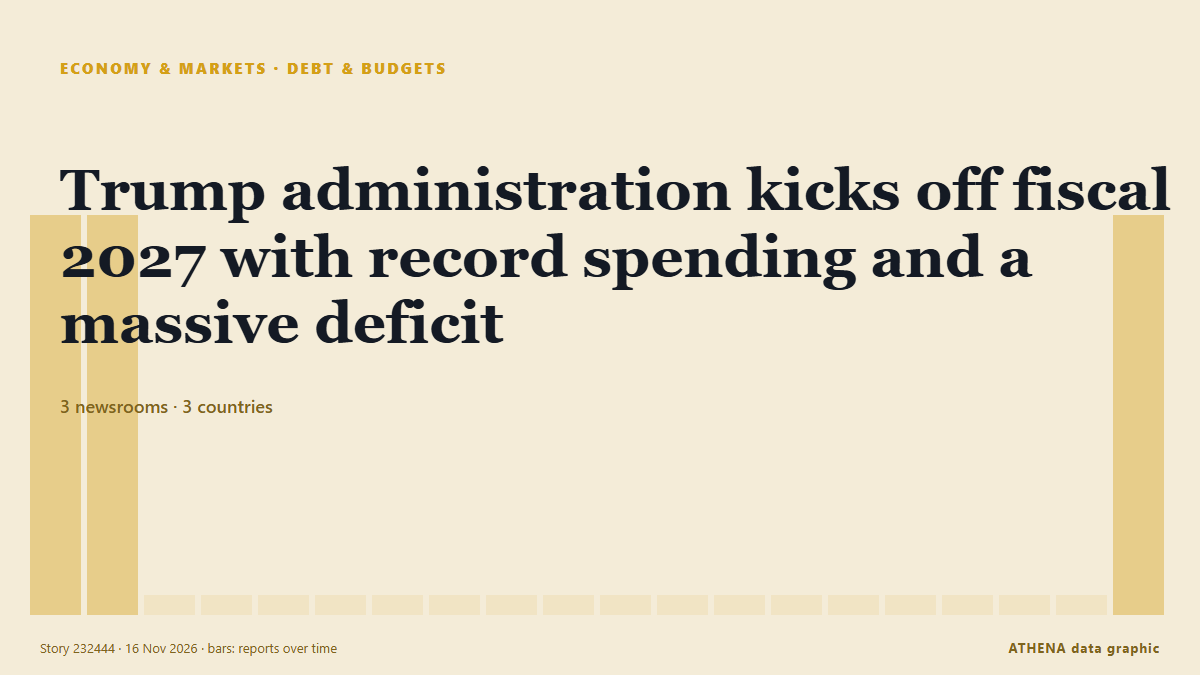 ECONOMY & MARKETS · DEBT & BUDGETS
Trump administration kicks off fiscal
2027 with record spending and a
massive deficit
3 newsrooms · 3 countries
Story 232444 · 16 Nov 2026 · bars: reports over time
ATHENA data graphic